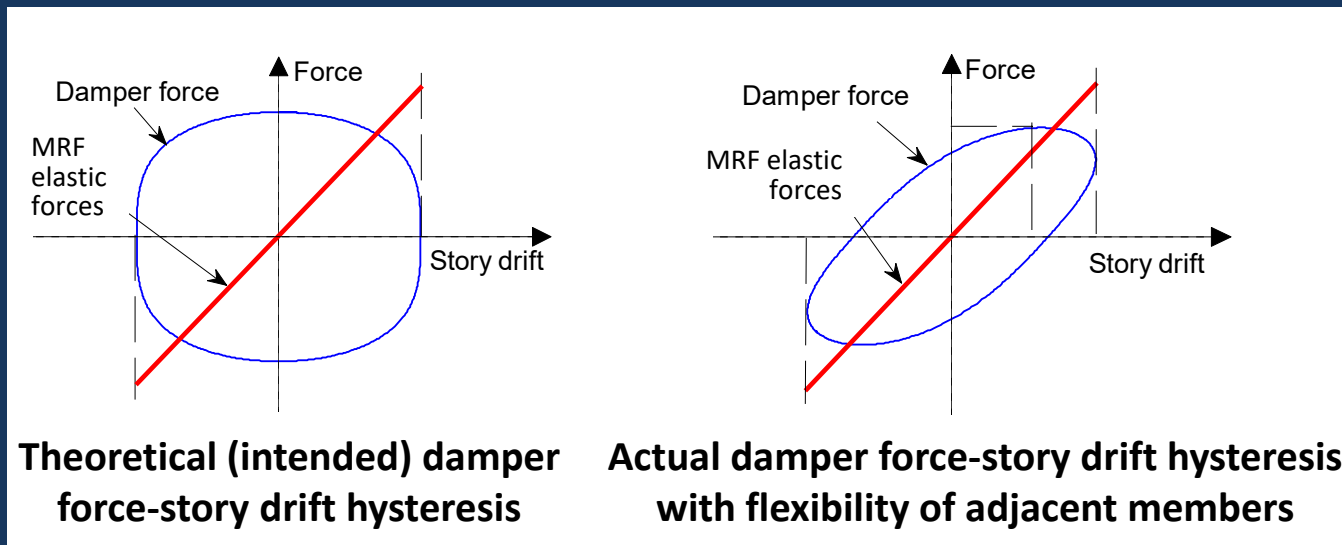 Force
Damper force
MRF
elastic
forces
Story drift
Theoretical (intended) damper
force-story drift hysteresis
Force
Damper force
MRF elastic
forces
Story drift
Actual damper force-story drift hysteresis
with flexibility of adjacent members